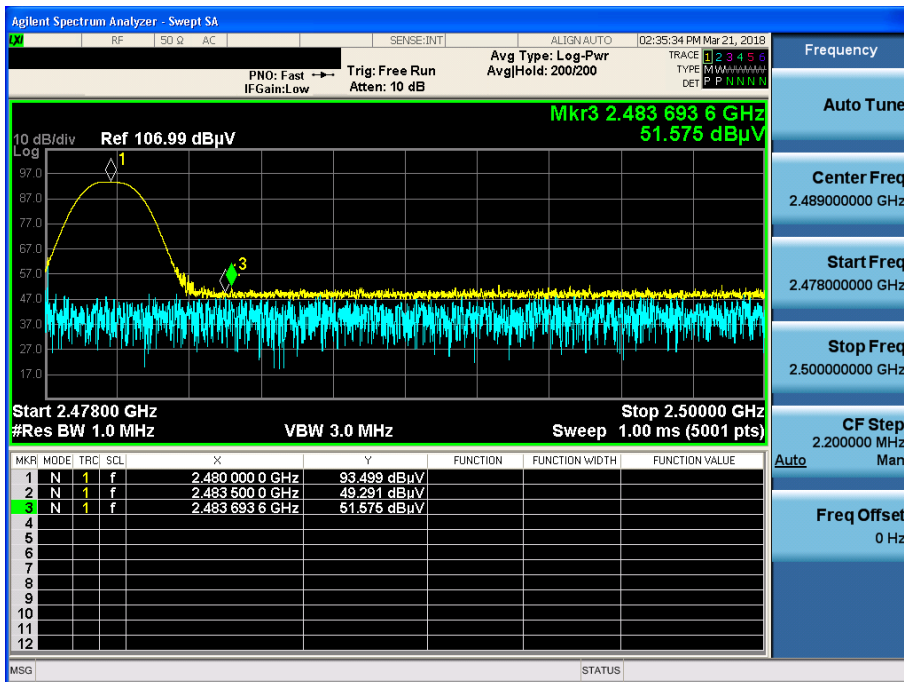 Agilent Spectrum Analyzer - Swept SA
LXI RF 50 Ω AC SENSE:INT ALIGN AUTO 02:35:34 PM Mar 21, 2018
Frequency
PNO: Fast Trig: Free Run Avg Type: Log-Pwr TRACE 1 2 3 4 5 6
IFGain:Low Atten: 10 dB Avg|Hold: 200/200 TYPE M W
DET P P N N N N
Auto Tune
Mkr3 2.483 693 6 GHz
51.575 dBµV
10 dB/div Ref 106.99 dBµV
Log
1
97.0
87.0
77.0
67.0
3
57.0
47.0
37.0
27.0
17.0
Center Freq
2.489000000 GHz
Start Freq
2.478000000 GHz
Stop Freq
2.500000000 GHz
Start 2.47800 GHz Stop 2.50000 GHz
#Res BW 1.0 MHz VBW 3.0 MHz Sweep 1.00 ms (5001 pts)
CF Step
2.200000 MHz
Auto Man
MKR MODE TRC SCL X Y FUNCTION FUNCTION WIDTH FUNCTION VALUE
1 N 1 f 2.480 000 0 GHz 93.499 dBµV
2 N 1 f 2.483 500 0 GHz 49.291 dBµV
3 N 1 f 2.483 693 6 GHz 51.575 dBµV
4
5
6
7
8
9
10
11
12
Freq Offset
0 Hz
MSG STATUS